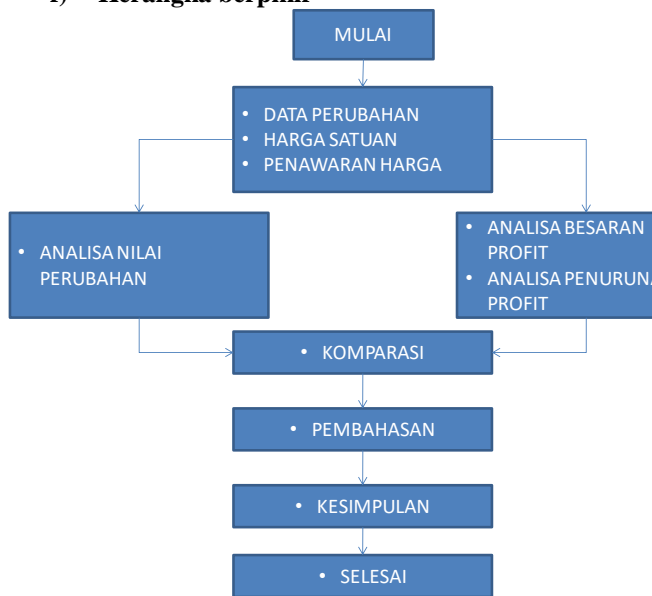 Kerangka berpikir
MULAI
• DATA PERUBAHAN
• HARGA SATUAN
• PENAWARAN HARGA
• ANALISA NILAI
PERUBAHAN
• ANALISA BESARAN
PROFIT
• ANALISA PENURUNA
PROFIT
• KOMPARASI
• PEMBAHASAN
• KESIMPULAN
• SELESAI